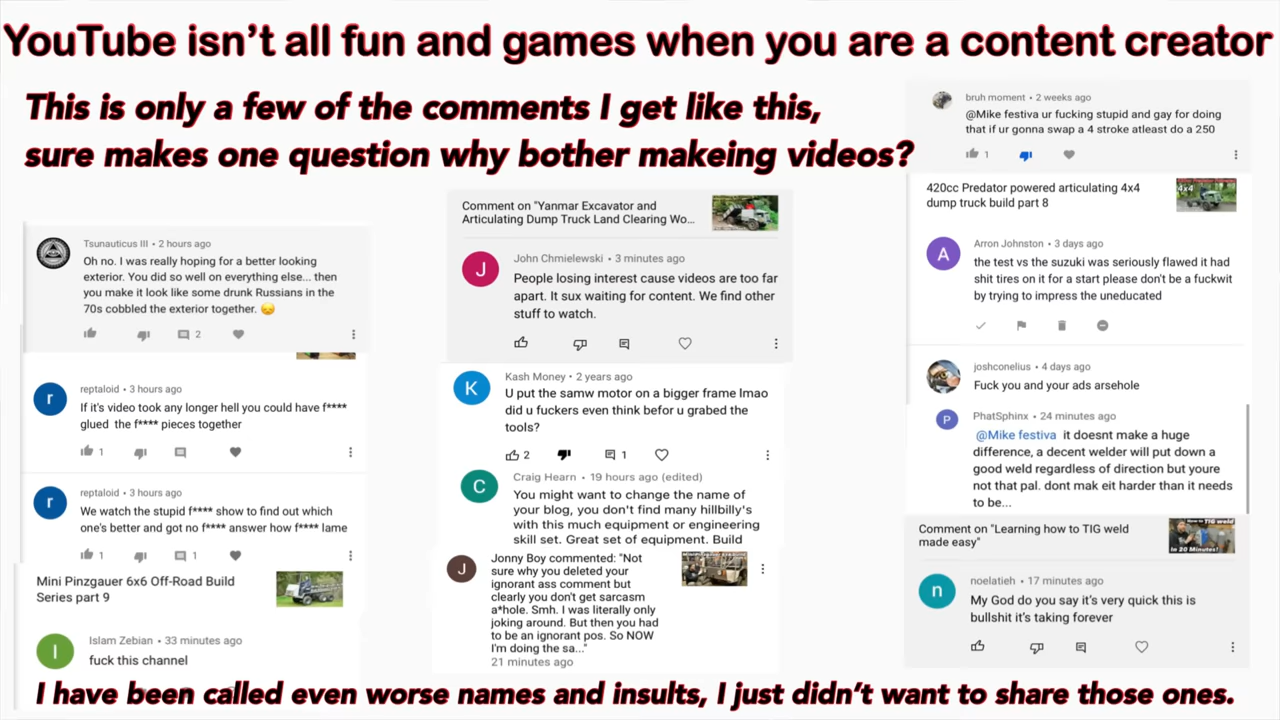 YouTube isn't all fun and games when you are a content creator
This is only a few of the comments I get like this,
sure makes one question why bother makeing videos?
Tsunauticus III • 2 hours ago
Oh no. I was really hoping for a better looking
exterior. You did so well on everything else... then
you make it look like some drunk Russians in the
70s cobbled the exterior together. 😞
2
r
reptaloid • 3 hours ago
If it's video took any longer hell you could have f****
glued the f**** pieces together
1
r
reptaloid • 3 hours ago
We watch the stupid f**** show to find out which
one's better and got no f**** answer how f**** lame
1
1
Mini Pinzgauer 6x6 Off-Road Build
Series part 9
I
Islam Zebian • 33 minutes ago
fuck this channel
Comment on "Yanmar Excavator and
Articulating Dump Truck Land Clearing Wo...
J
John Chmielewski • 3 minutes ago
People losing interest cause videos are too far
apart. It sux waiting for content. We find other
stuff to watch.
K
Kash Money • 2 years ago
U put the samw motor on a bigger frame lmao
did u fuckers even think befor u grabed the
tools?
2
1
C
Craig Hearn • 19 hours ago (edited)
You might want to change the name of
your blog, you don't find many hillbilly's
with this much equipment or engineering
skill set. Great set of equipment. Build
J
Jonny Boy commented: "Not
sure why you deleted your
ignorant ass comment but
clearly you don't get sarcasm
a*hole. Smh. I was literally only
joking around. But then you had
to be an ignorant pos. So NOW
I'm doing the sa..."
21 minutes ago
bruh moment • 2 weeks ago
@Mike festiva ur fucking stupid and gay for doing
that if ur gonna swap a 4 stroke atleast do a 250
1
420cc Predator powered articulating 4x4
dump truck build part 8
4x4
A
Arron Johnston • 3 days ago
the test vs the suzuki was seriously flawed it had
shit tires on it for a start please don't be a fuckwit
by trying to impress the uneducated
joshconelius • 4 days ago
Fuck you and your ads arsehole
P
PhatSphinx • 24 minutes ago
@Mike festiva it doesnt make a huge
difference, a decent welder will put down a
good weld regardless of direction but youre
not that pal. dont mak eit harder than it needs
to be...
Comment on "Learning how to TIG weld
made easy"
How to TIG weld
In 20 Minutes!
n
noelatieh • 17 minutes ago
My God do you say it's very quick this is
bullshit it's taking forever
I have been called even worse names and insults, I just didn't want to share those ones.